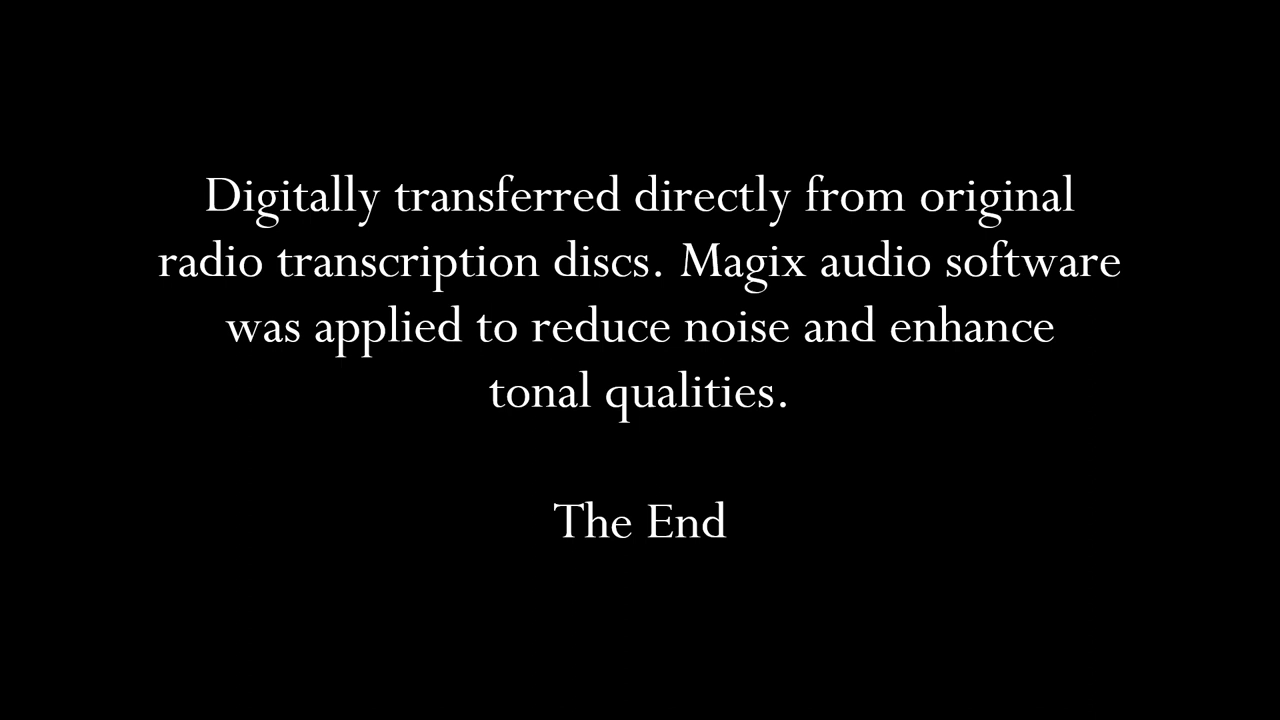 Digitally transferred directly from original
radio transcription discs. Magix audio software
was applied to reduce noise and enhance
tonal qualities.
The End